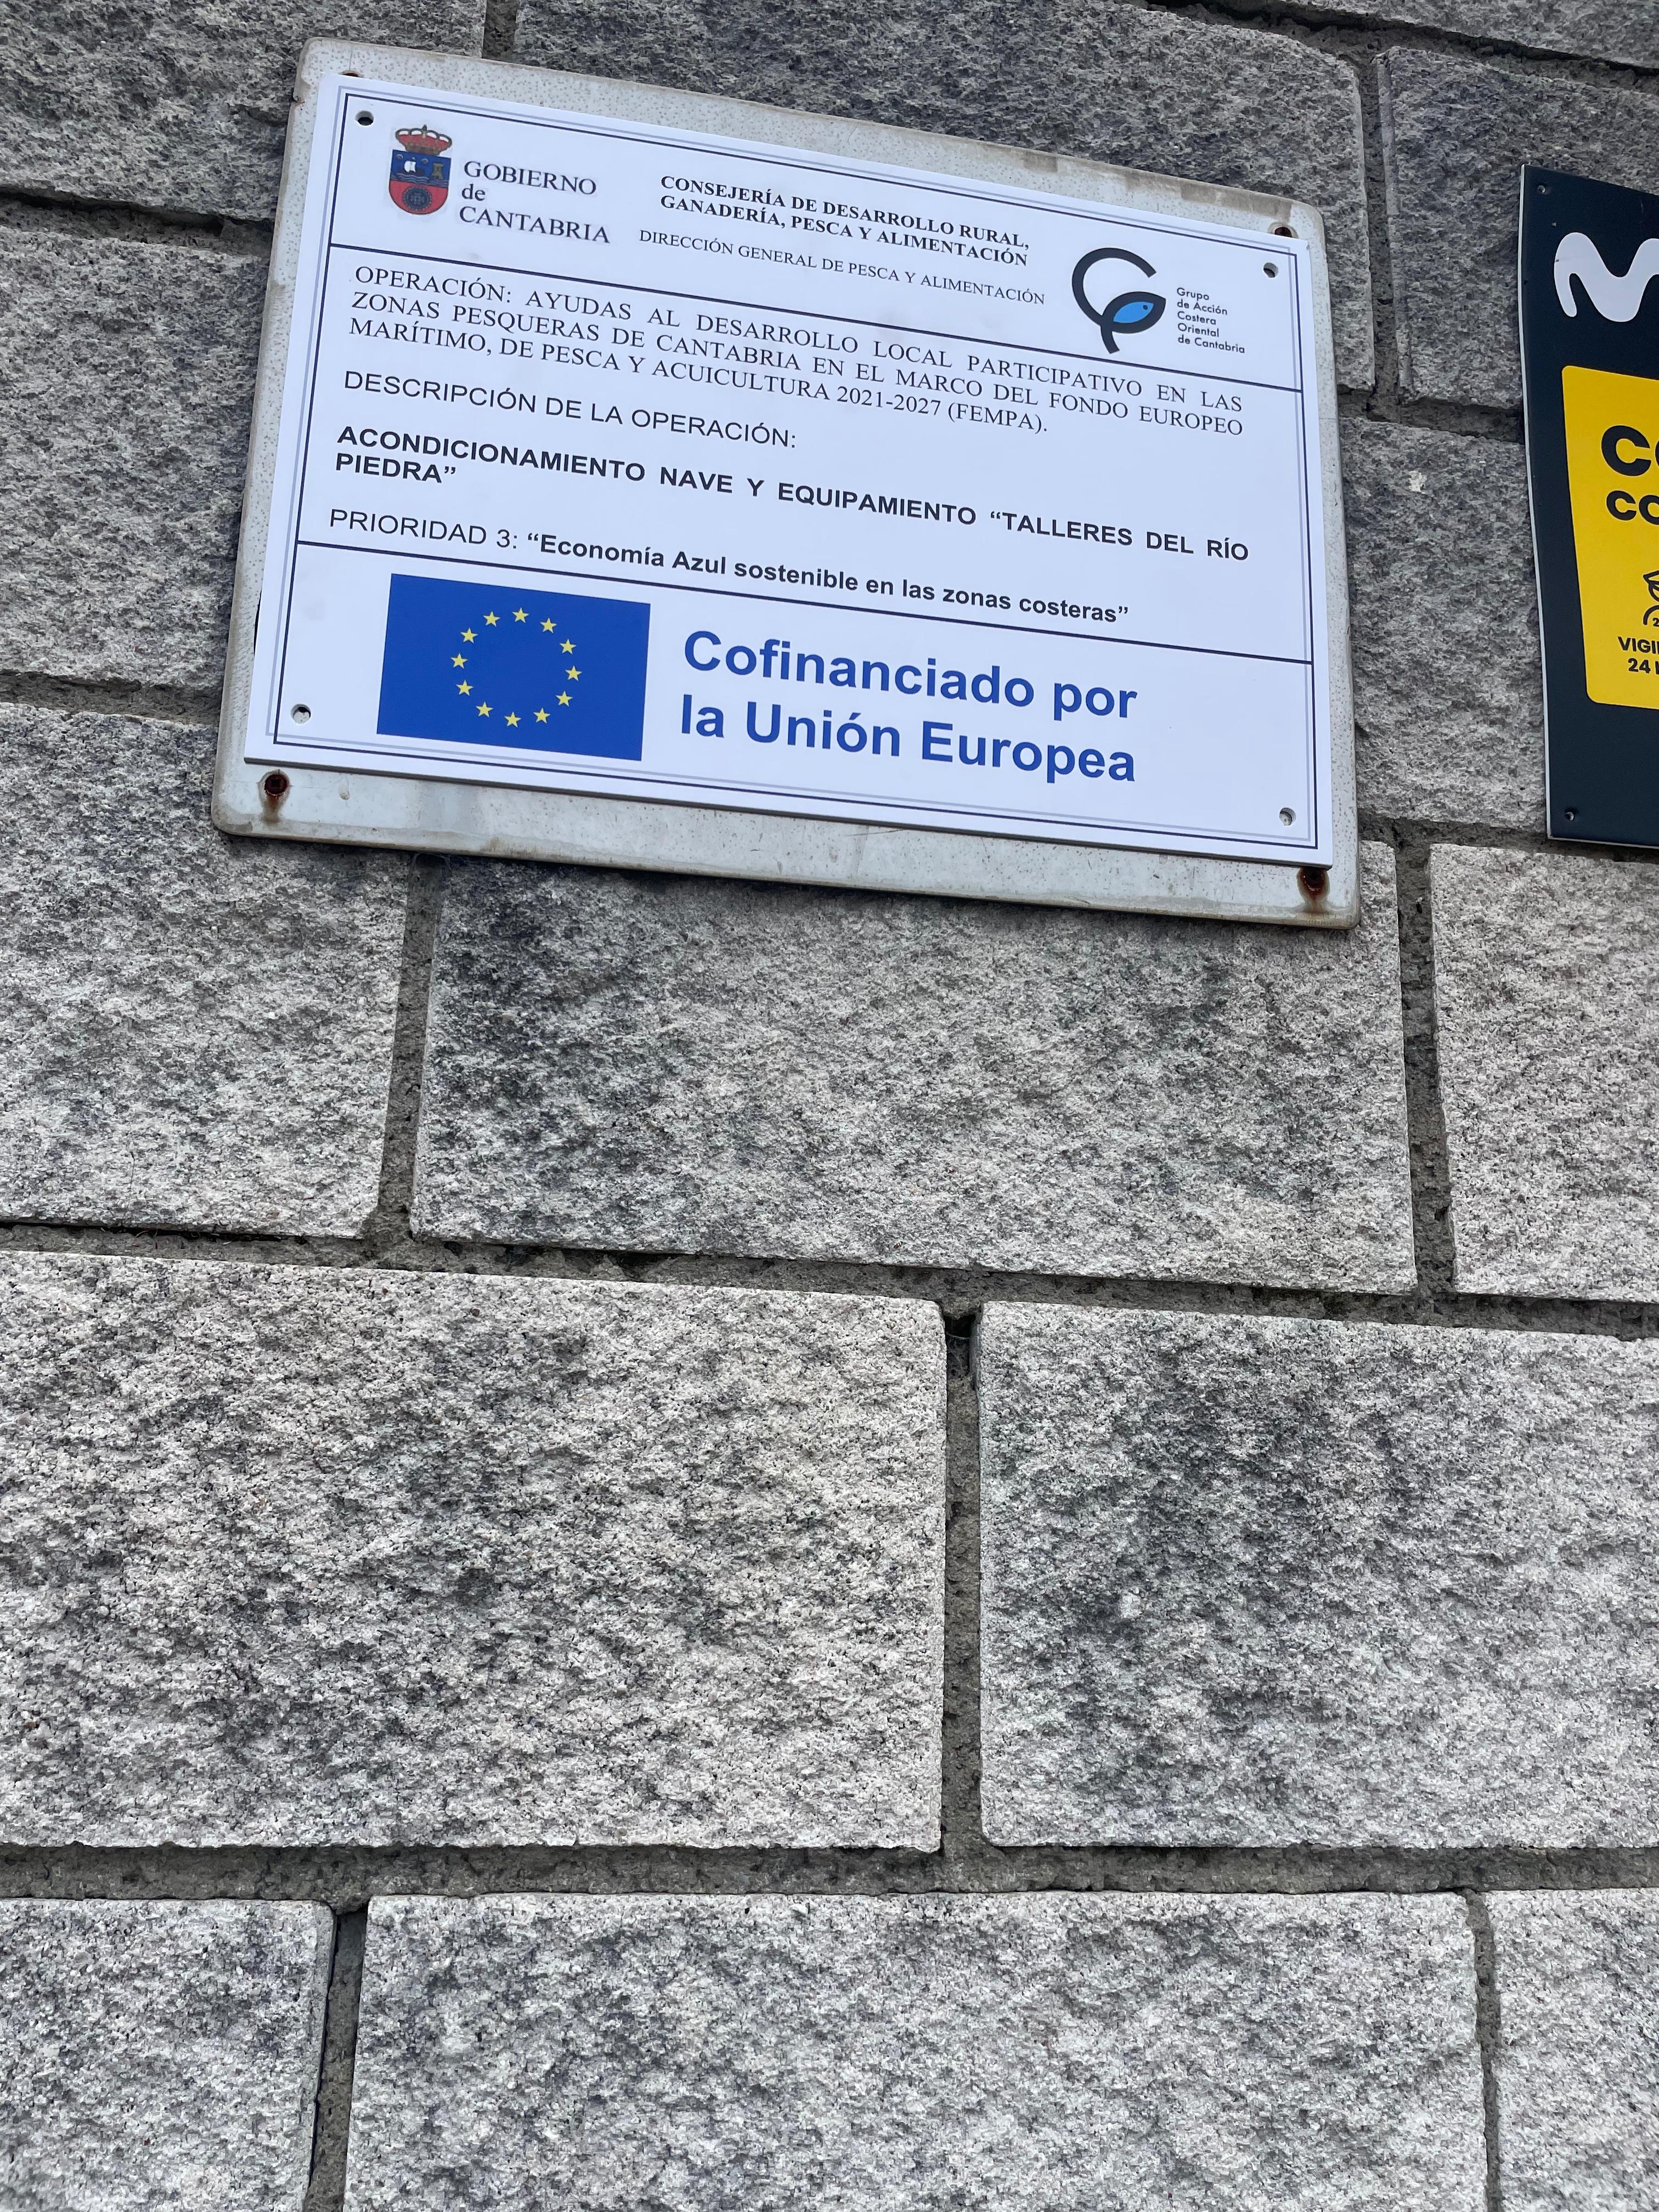 GOBIERNO
de
CANTABRIA
CONSEJERÍA DE DESARROLLO RURAL,
GANADERÍA, PESCA Y ALIMENTACIÓN
DIRECCIÓN GENERAL DE PESCA Y ALIMENTACIÓN
Grupo
de Acción
Costera
Oriental
de Cantabria
OPERACIÓN: AYUDAS AL DESARROLLO LOCAL PARTICIPATIVO EN LAS
ZONAS PESQUERAS DE CANTABRIA EN EL MARCO DEL FONDO EUROPEO
MARÍTIMO, DE PESCA Y ACUICULTURA 2021-2027 (FEMPA).
DESCRIPCIÓN DE LA OPERACIÓN:
ACONDICIONAMIENTO NAVE Y EQUIPAMIENTO “TALLERES DEL RÍO
PIEDRA”
PRIORIDAD 3: “Economía Azul sostenible en las zonas costeras”
Cofinanciado por
la Unión Europea
CO
VIGI
24